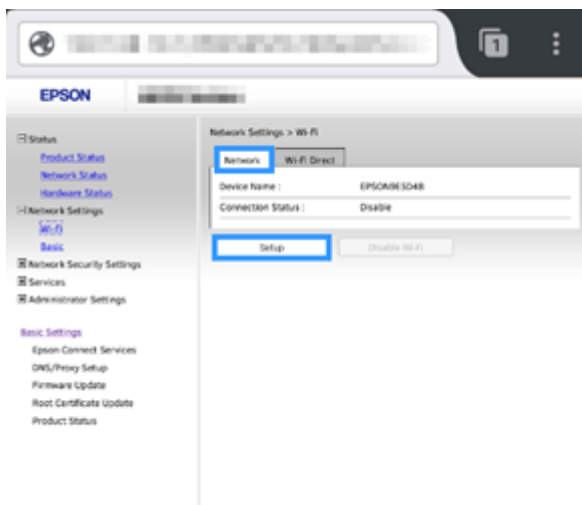 1
EPSON
Status
Product Status
Network Status
Hardware Status
Network Settings
Wi-Fi
Basic
Network Security Settings
Services
Administrator Settings
Basic Settings
Epson Connect Services
DNS/Proxy Setup
Firmware Update
Root Certificate Update
Product Status
Network Settings > Wi-Fi
Network Wi-Fi Direct
Device Name :
Connection Status : Disable
Setup Disable Wi-Fi